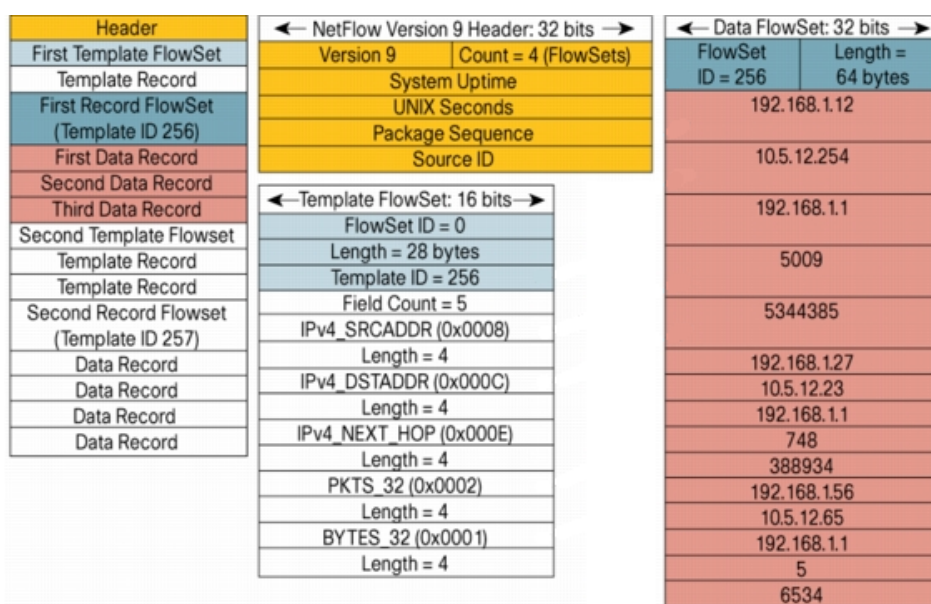 Header
First Template FlowSet
Template Record
First Record FlowSet
(Template ID 256)
First Data Record
Second Data Record
Third Data Record
Second Template Flowset
Template Record
Template Record
Second Record Flowset
(Template ID 257)
Data Record
Data Record
Data Record
Data Record
NetFlow Version 9 Header: 32 bits
Version 9 Count = 4 (FlowSets)
System Uptime
UNIX Seconds
Package Sequence
Source ID
Template FlowSet: 16 bits
FlowSet ID = 0
Length = 28 bytes
Template ID = 256
Field Count = 5
IPv4_SRCADDR (0x0008)
Length = 4
IPv4_DSTADDR (0x000C)
Length = 4
IPv4_NEXT_HOP (0x000E)
Length = 4
PKTS_32 (0x0002)
Length = 4
BYTES_32 (0x0001)
Length = 4
Data FlowSet: 32 bits
FlowSet
ID = 256
Length =
64 bytes
192.168.1.12
10.5.12.254
192.168.1.1
5009
5344385
192.168.1.27
10.5.12.23
192.168.1.1
748
388934
192.168.1.56
10.5.12.65
192.168.1.1
5
6534